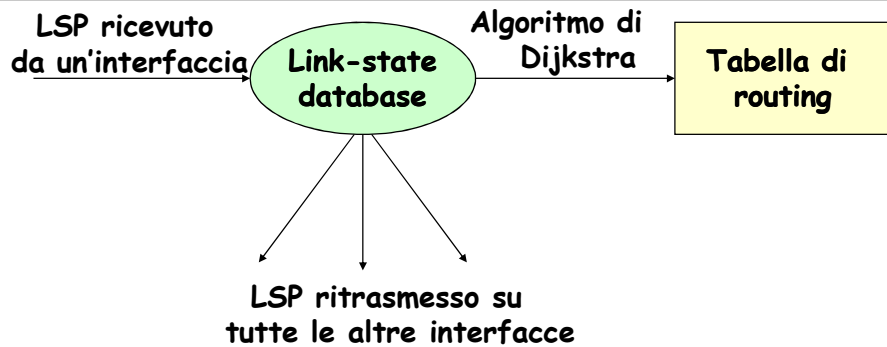 LSP ricevuto
da un'interfaccia
Link-state
database
Algoritmo di
Dijkstra
Tabella di
routing
LSP ritrasmesso su
tutte le altre interfacce